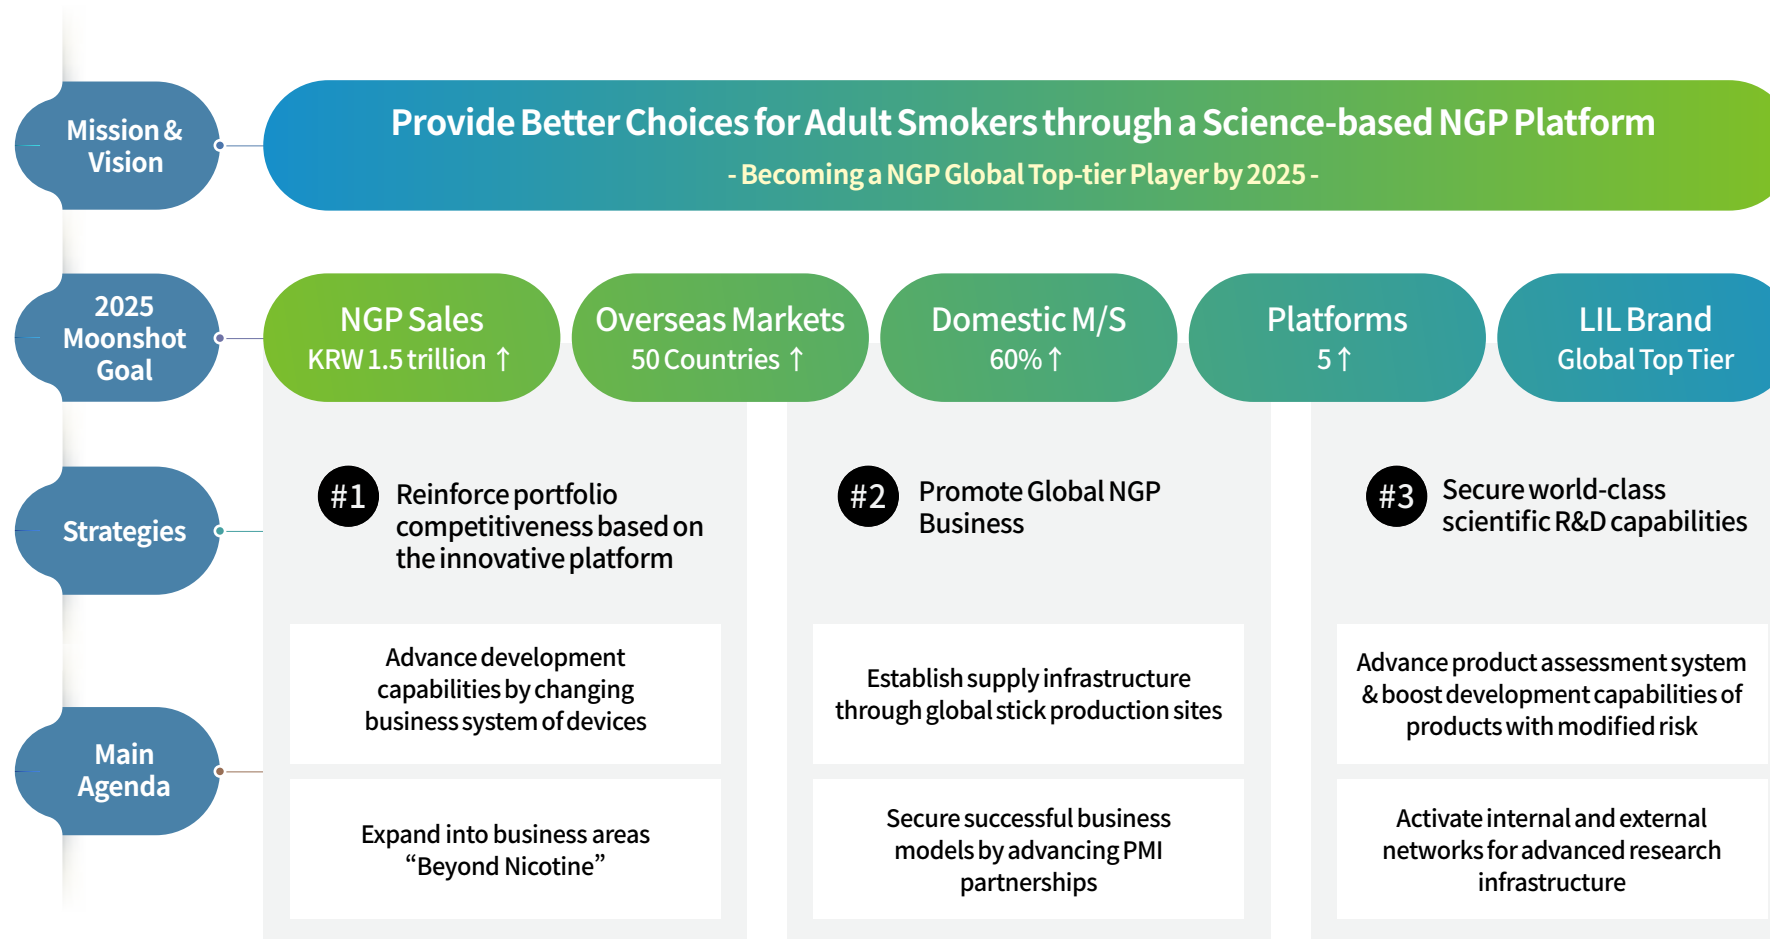 Mission &
Vision
Provide Better Choices for Adult Smokers through a Science-based NGP Platform
- Becoming a NGP Global Top-tier Player by 2025 -
2025
Moonshot
Goal
NGP Sales
KRW 1.5 trillion ↑
Overseas Markets
50 Countries ↑
Domestic M/S
60% ↑
Platforms
5 ↑
LIL Brand
Global Top Tier
Strategies
#1
Reinforce portfolio
competitiveness based on
the innovative platform
#2
Promote Global NGP
Business
#3
Secure world-class
scientific R&D capabilities
Main
Agenda
Advance development
capabilities by changing
business system of devices
Establish supply infrastructure
through global stick production sites
Advance product assessment system
& boost development capabilities of
products with modified risk
Expand into business areas
“Beyond Nicotine”
Secure successful business
models by advancing PMI
partnerships
Activate internal and external
networks for advanced research
infrastructure